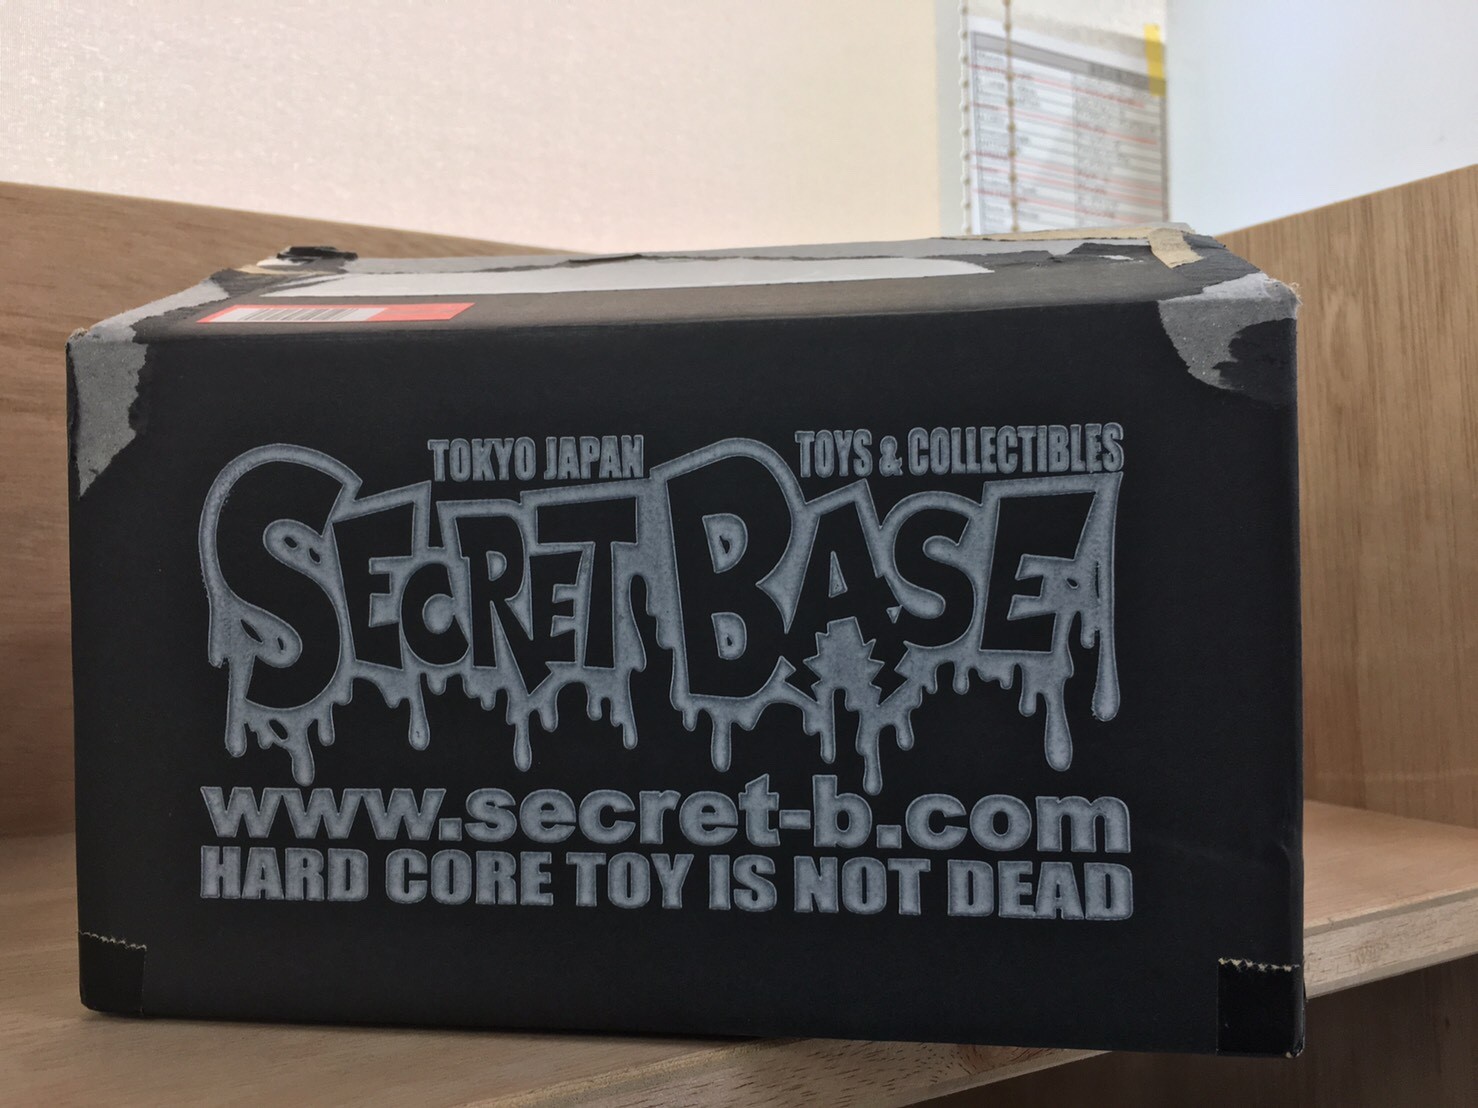 TOKYO JAPAN
TOYS & COLLECTIBLES
SECRET BASE
www.secret-b.com
HARD CORE TOY IS NOT DEAD